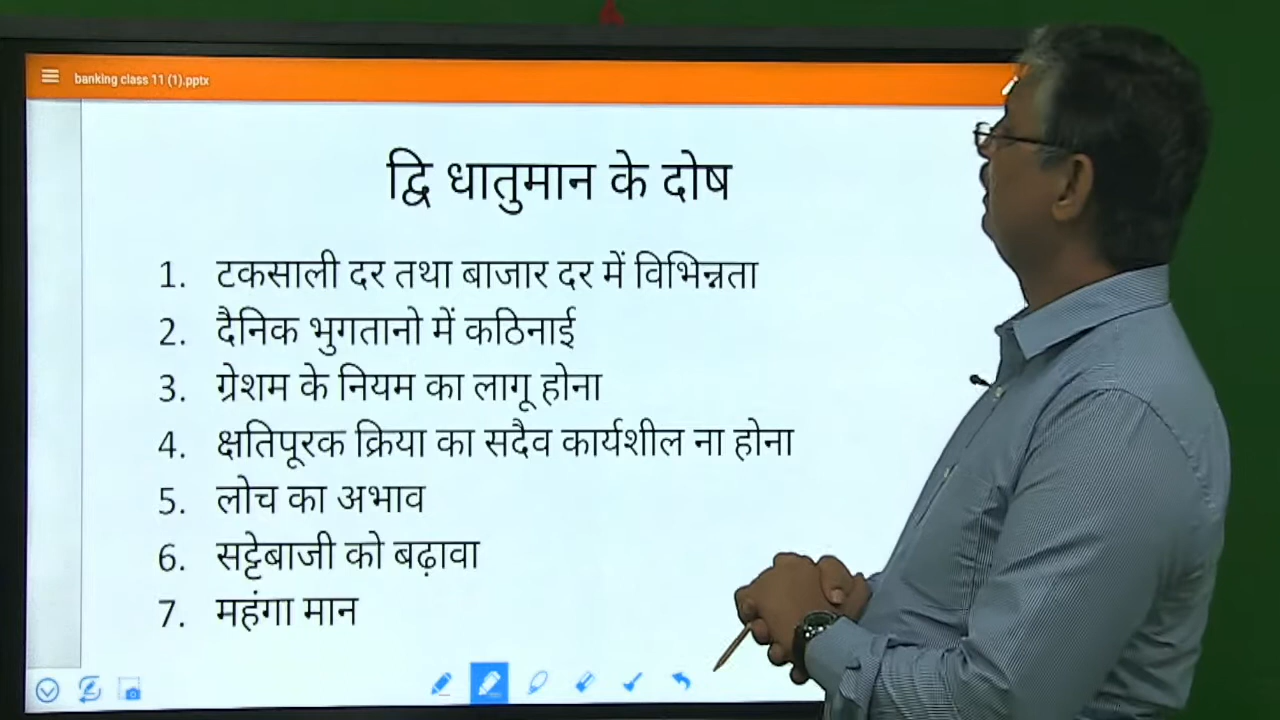 banking class 11 (1).pptx
द्वि धातुमान के दोष
1. टकसाली दर तथा बाजार दर में विभिन्नता
2. दैनिक भुगतानो में कठिनाई
3. ग्रेशम के नियम का लागू होना
4. क्षतिपूरक क्रिया का सदैव कार्यशील ना होना
5. लोच का अभाव
6. सट्टेबाजी को बढ़ावा
7. महंगा मान